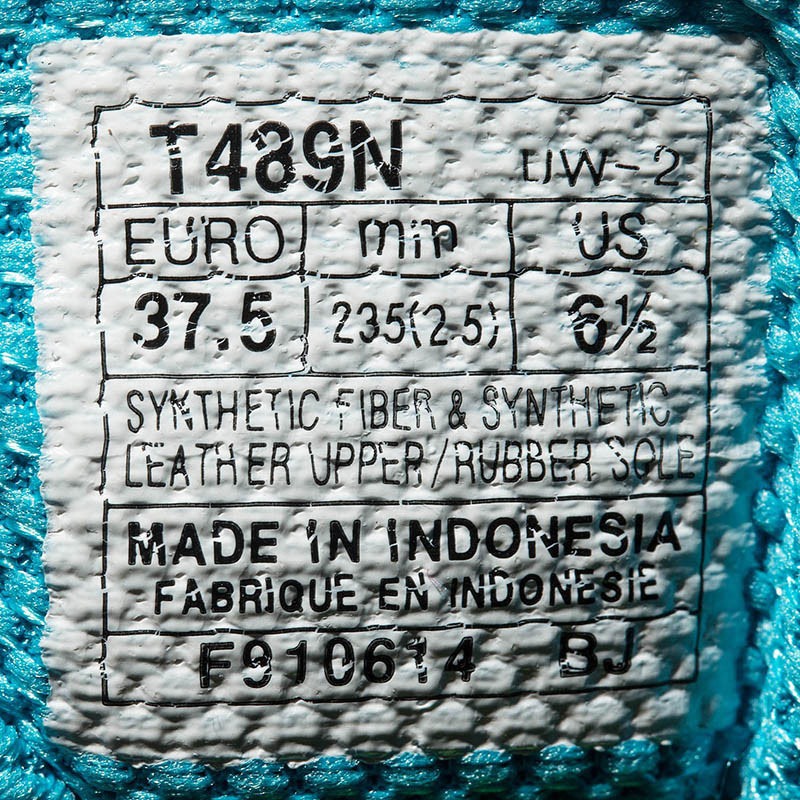 T489N UW-2
EURO min US
37.5 235(2.5) 6½
SYNTHETIC FIBER & SYNTHETIC
LEATHER UPPER/RUBBER SOLE
MADE IN INDONESIA
FABRIQUE EN INDONESIE
F910614 BJ